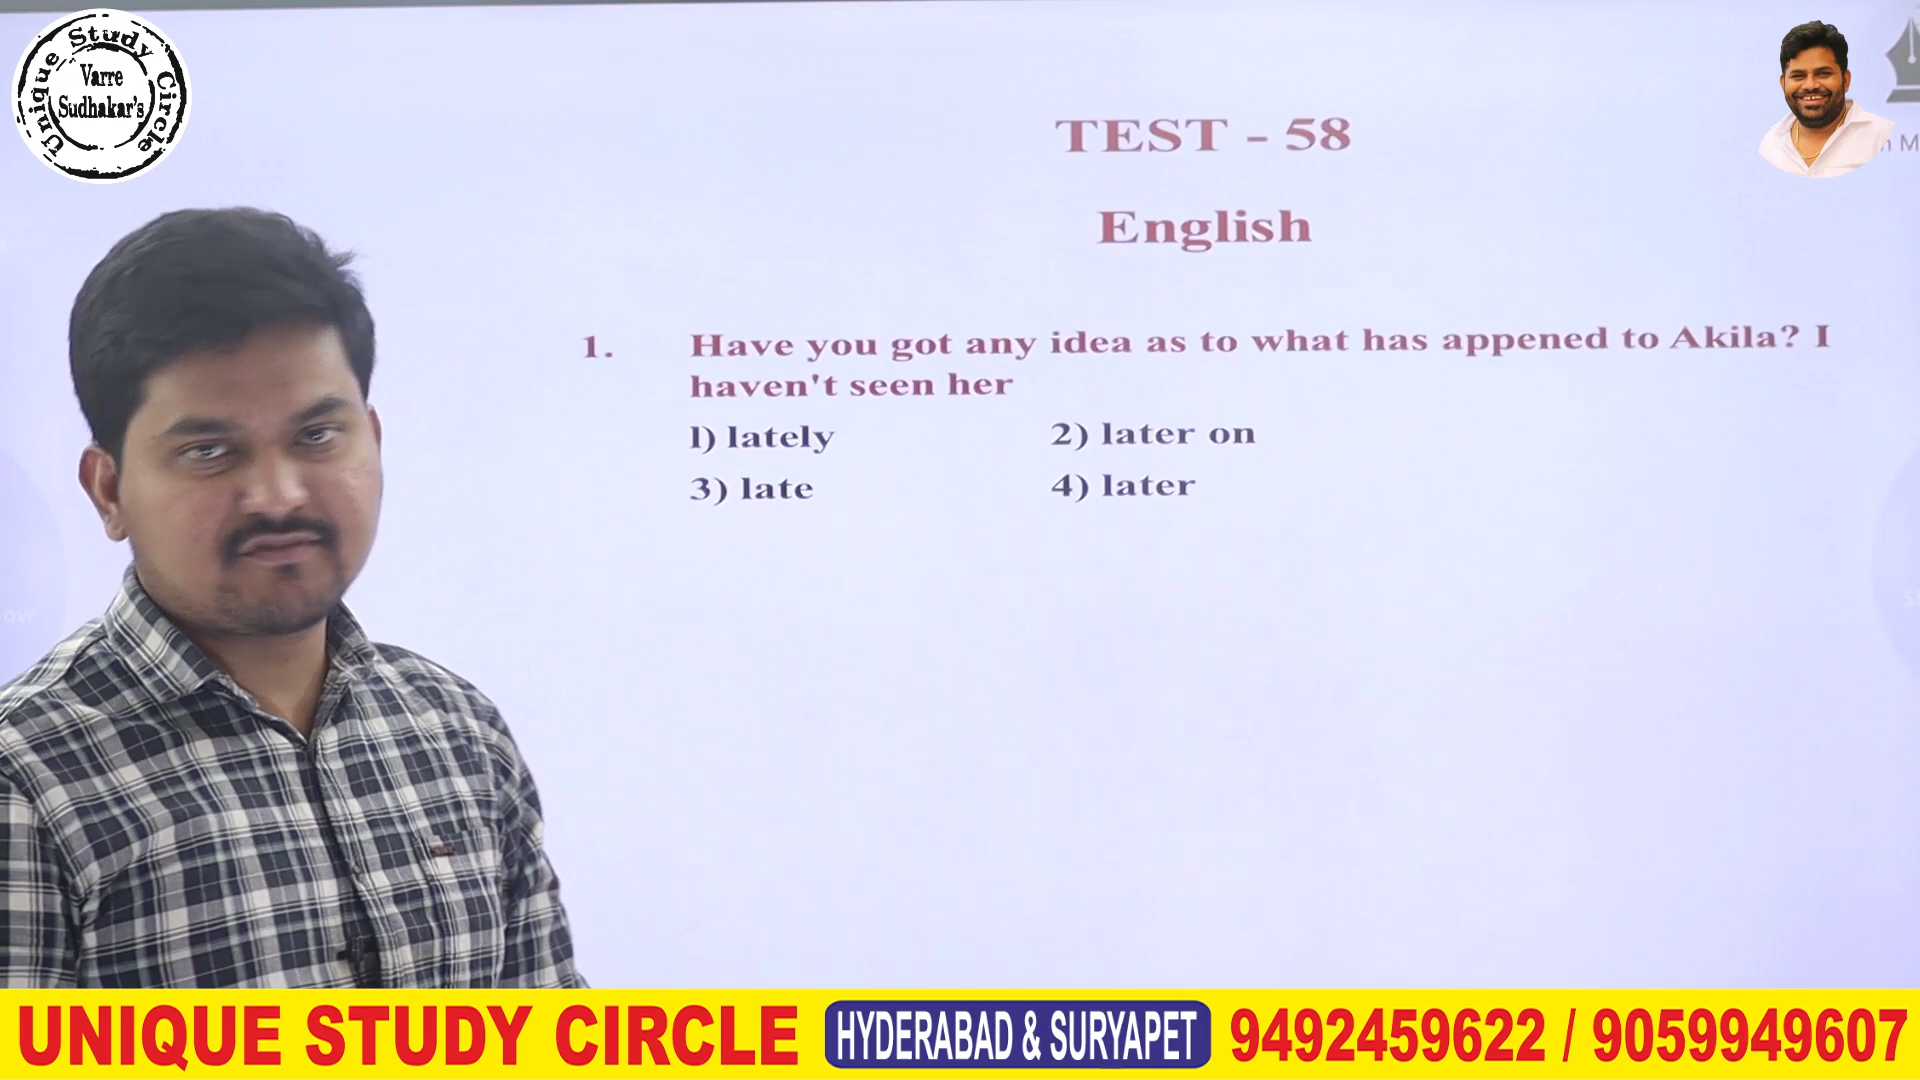 Unique Study Circle
Varre
Sudhakar's
TEST - 58
English
1. Have you got any idea as to what has appened to Akila? I
haven't seen her
1) lately 2) later on
3) late 4) later
UNIQUE STUDY CIRCLE HYDERABAD & SURYAPET 9492459622 / 9059949607